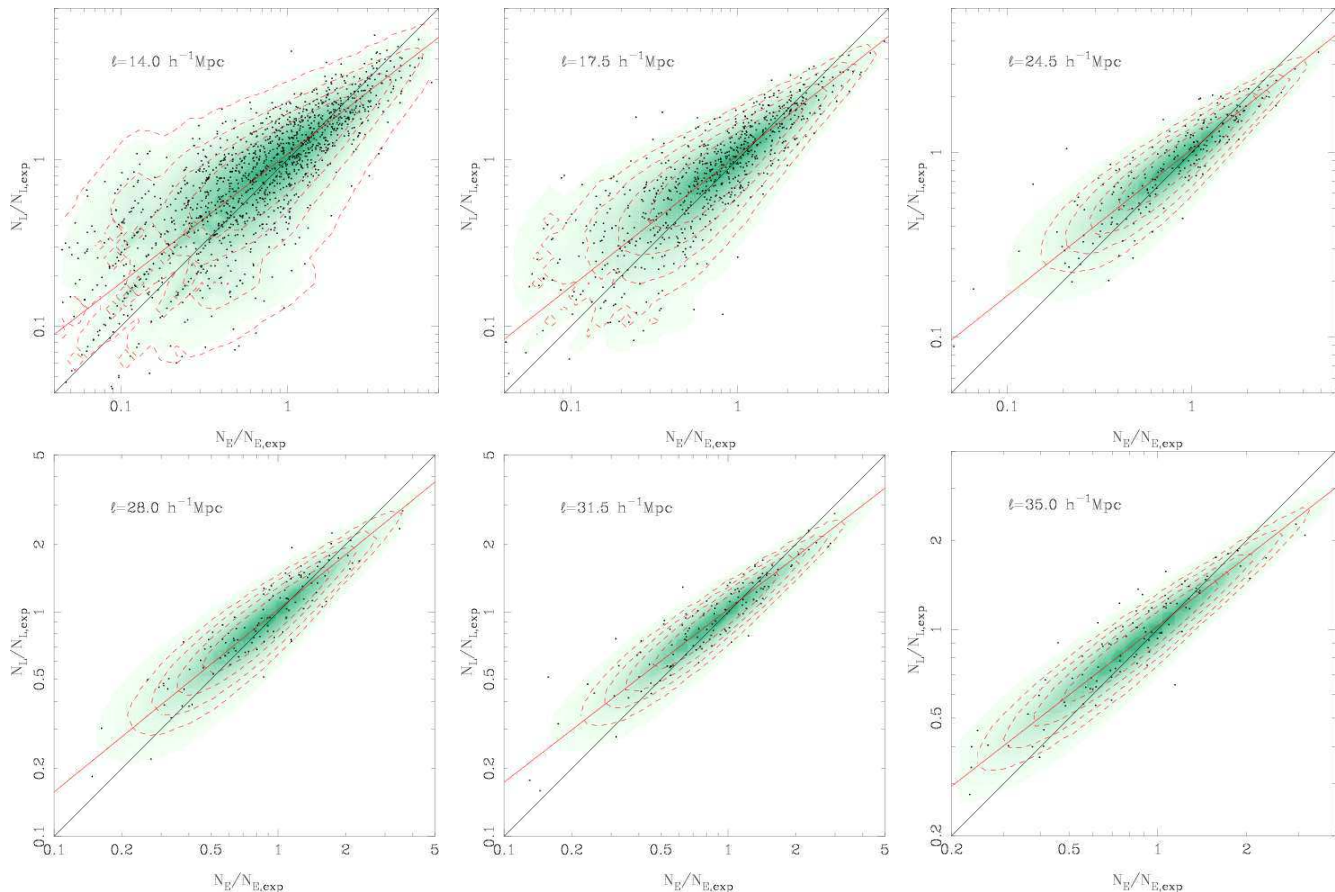 ℓ=14.0 h⁻¹Mpc
N_L/N_L,exp
1
0.1
0.1
1
N_E/N_E,exp
ℓ=17.5 h⁻¹Mpc
N_L/N_L,exp
1
0.1
0.1
1
N_E/N_E,exp
ℓ=24.5 h⁻¹Mpc
N_L/N_L,exp
1
0.1
0.1
1
N_E/N_E,exp
5
ℓ=28.0 h⁻¹Mpc
2
N_L/N_L,exp
1
0.5
0.2
0.1
0.1
0.2
0.5
1
2
5
N_E/N_E,exp
5
ℓ=31.5 h⁻¹Mpc
2
N_L/N_L,exp
1
0.5
0.2
0.1
0.1
0.2
0.5
1
2
5
N_E/N_E,exp
ℓ=35.0 h⁻¹Mpc
2
N_L/N_L,exp
1
0.5
0.2
0.2
0.5
1
2
N_E/N_E,exp